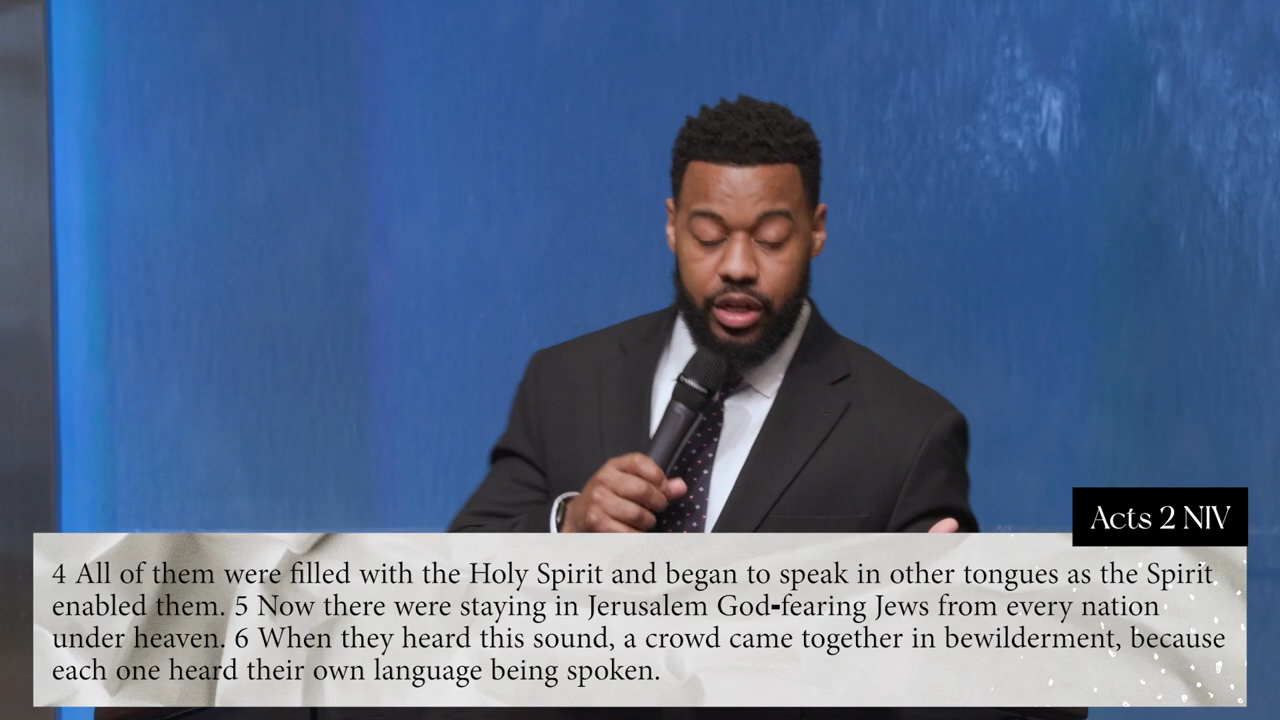 Acts 2 NIV
4 All of them were filled with the Holy Spirit and began to speak in other tongues as the Spirit
enabled them. 5 Now there were staying in Jerusalem God-fearing Jews from every nation
under heaven. 6 When they heard this sound, a crowd came together in bewilderment, because
each one heard their own language being spoken.